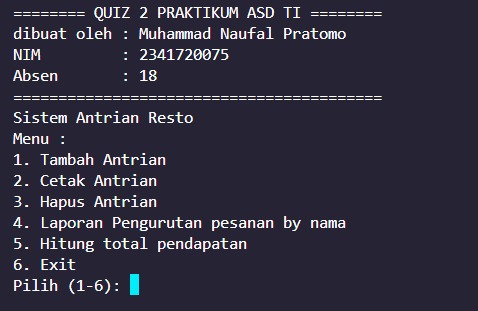 ======== QUIZ 2 PRAKTIKUM ASD TI ========
dibuat oleh : Muhammad Naufal Pratomo
NIM         : 2341720075
Absen       : 18
=========================================
Sistem Antrian Resto
Menu :
1. Tambah Antrian
2. Cetak Antrian
3. Hapus Antrian
4. Laporan Pengurutan pesanan by nama
5. Hitung total pendapatan
6. Exit
Pilih (1-6):